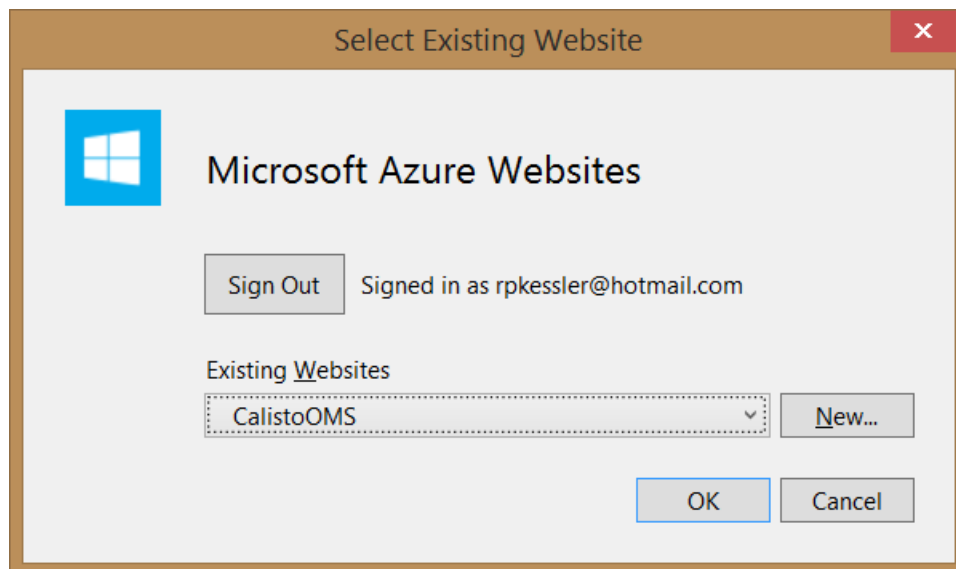 Select Existing Website
Microsoft Azure Websites
Sign Out Signed in as rpkessler@hotmail.com
Existing Websites
CalistoOMS New...
OK Cancel